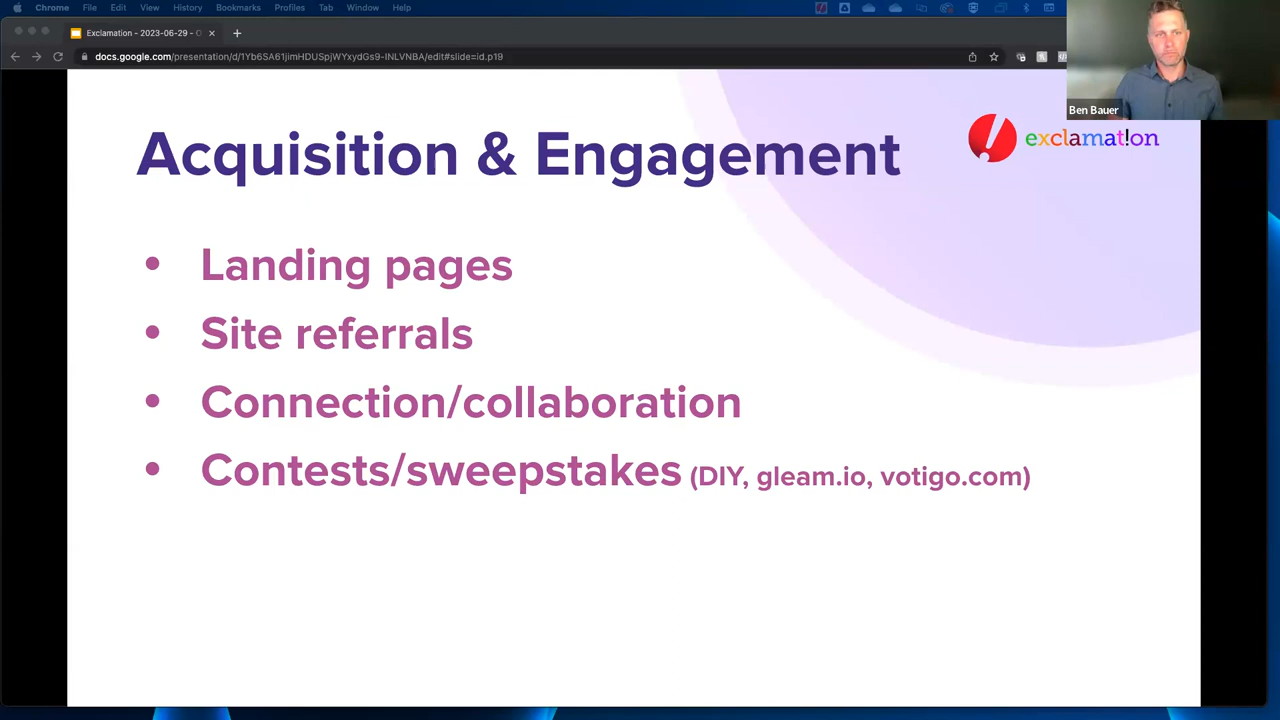 Chrome File Edit View History Bookmarks Profiles Tab Window Help
Exclamation - 2023-06-29 -
docs.google.com/presentation/d/1Yb6SA61jimHDUSpjWYxydGs9-INLVNBA/edit#slide=id.p19
Ben Bauer
exclamat!on
Acquisition & Engagement
• Landing pages
• Site referrals
• Connection/collaboration
• Contests/sweepstakes (DIY, gleam.io, votigo.com)